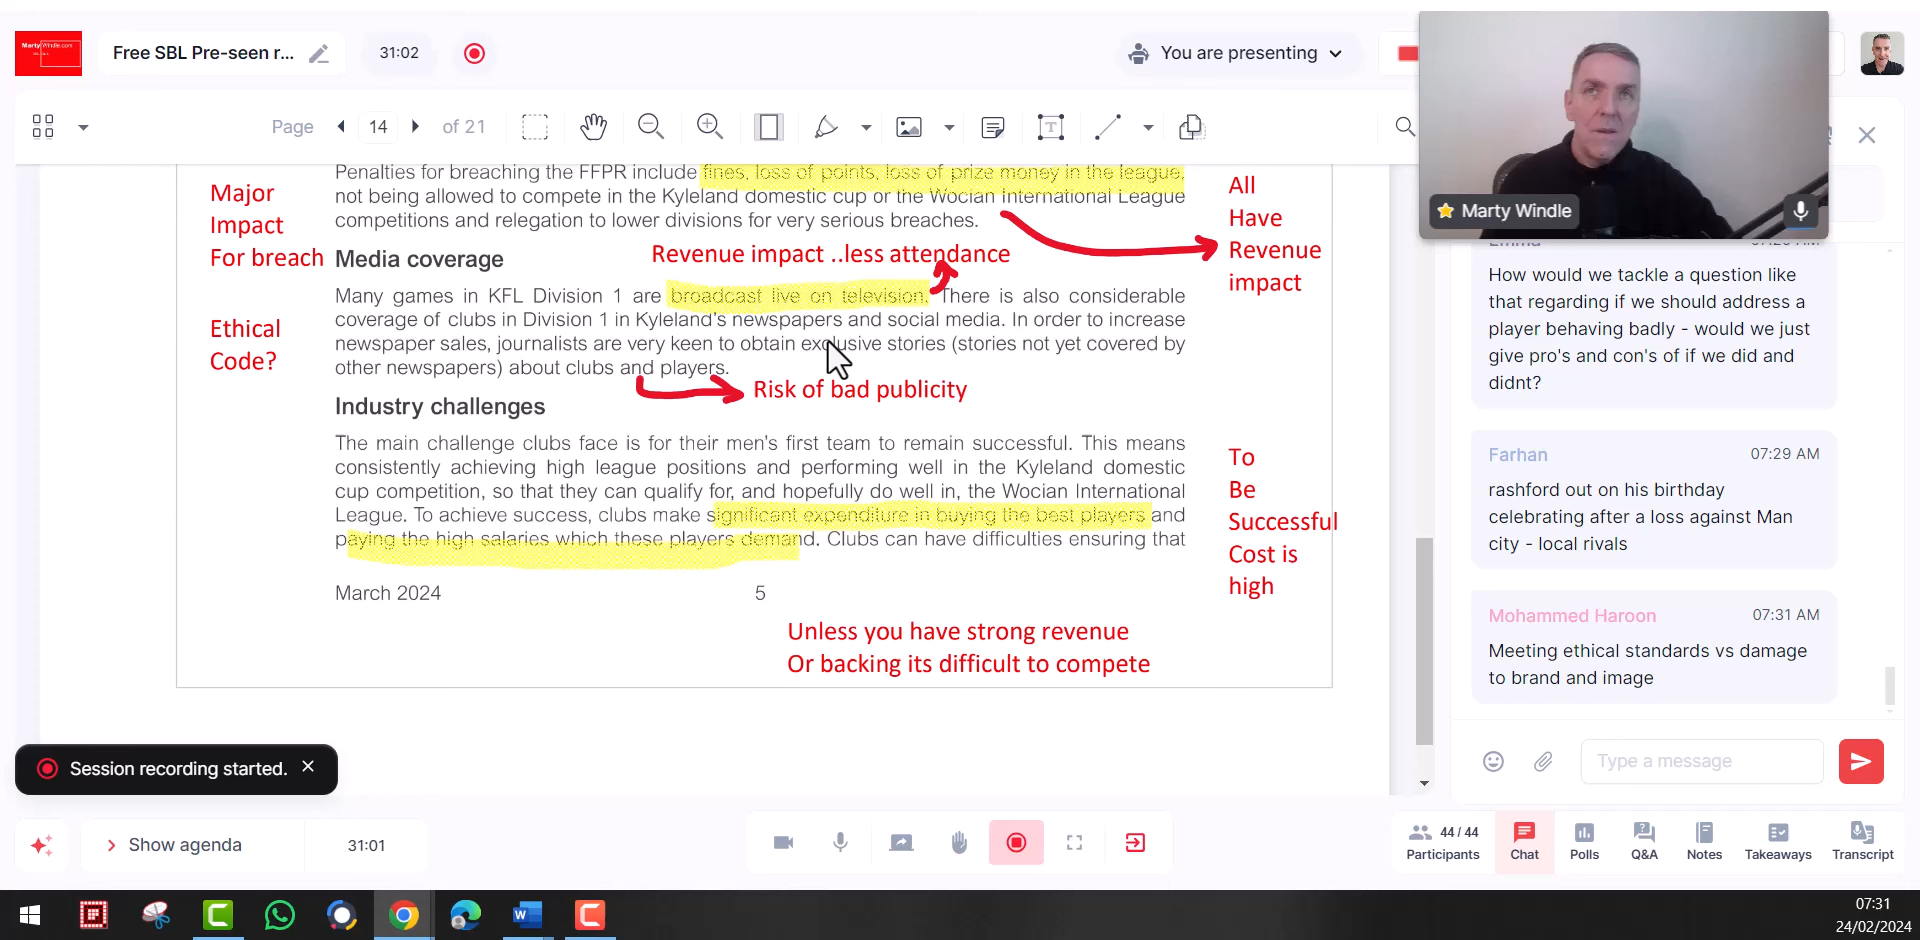 MartyWindle.com
Free SBL Pre-seen r...
31:02
You are presenting
Page
14
of 21
Marty Windle
Penalties for breaching the FFPR include fines, loss of points, loss of prize money in the league,
not being allowed to compete in the Kyleland domestic cup or the Wocian International League
competitions and relegation to lower divisions for very serious breaches.
Major
Impact
For breach
All
Have
Revenue
impact
Media coverage
Revenue impact ..less attendance
Many games in KFL Division 1 are broadcast live on television. There is also considerable
coverage of clubs in Division 1 in Kyleland's newspapers and social media. In order to increase
newspaper sales, journalists are very keen to obtain exclusive stories (stories not yet covered by
other newspapers) about clubs and players.
Ethical
Code?
Risk of bad publicity
Industry challenges
The main challenge clubs face is for their men's first team to remain successful. This means
consistently achieving high league positions and performing well in the Kyleland domestic
cup competition, so that they can qualify for, and hopefully do well in, the Wocian International
League. To achieve success, clubs make significant expenditure in buying the best players and
paying the high salaries which these players demand. Clubs can have difficulties ensuring that
To
Be
Successful
Cost is
high
March 2024
5
Unless you have strong revenue
Or backing its difficult to compete
Emma
How would we tackle a question like
that regarding if we should address a
player behaving badly - would we just
give pro's and con's of if we did and
didnt?
Farhan
07:29 AM
rashford out on his birthday
celebrating after a loss against Man
city - local rivals
Mohammed Haroon
07:31 AM
Meeting ethical standards vs damage
to brand and image
Type a message
Session recording started.
Show agenda
31:01
44 / 44
Participants
Chat
Polls
Q&A
Notes
Takeaways
Transcript
07:31
24/02/2024